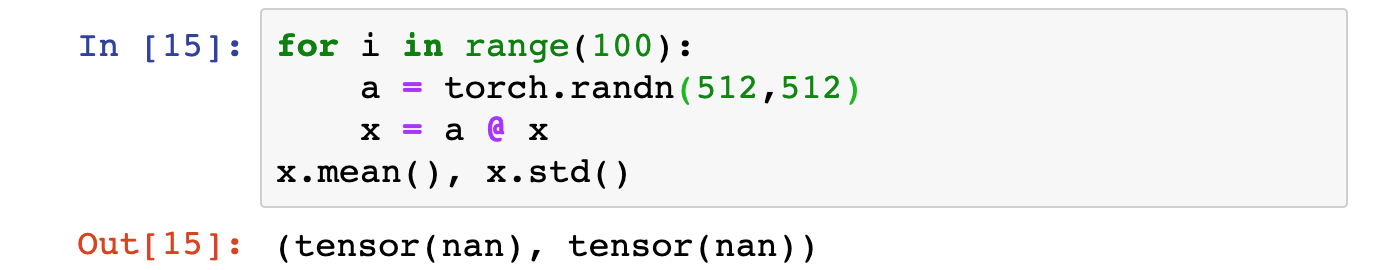 In [15]: for i in range(100):
    a = torch.randn(512,512)
    x = a @ x
x.mean(), x.std()
Out[15]: (tensor(nan), tensor(nan))